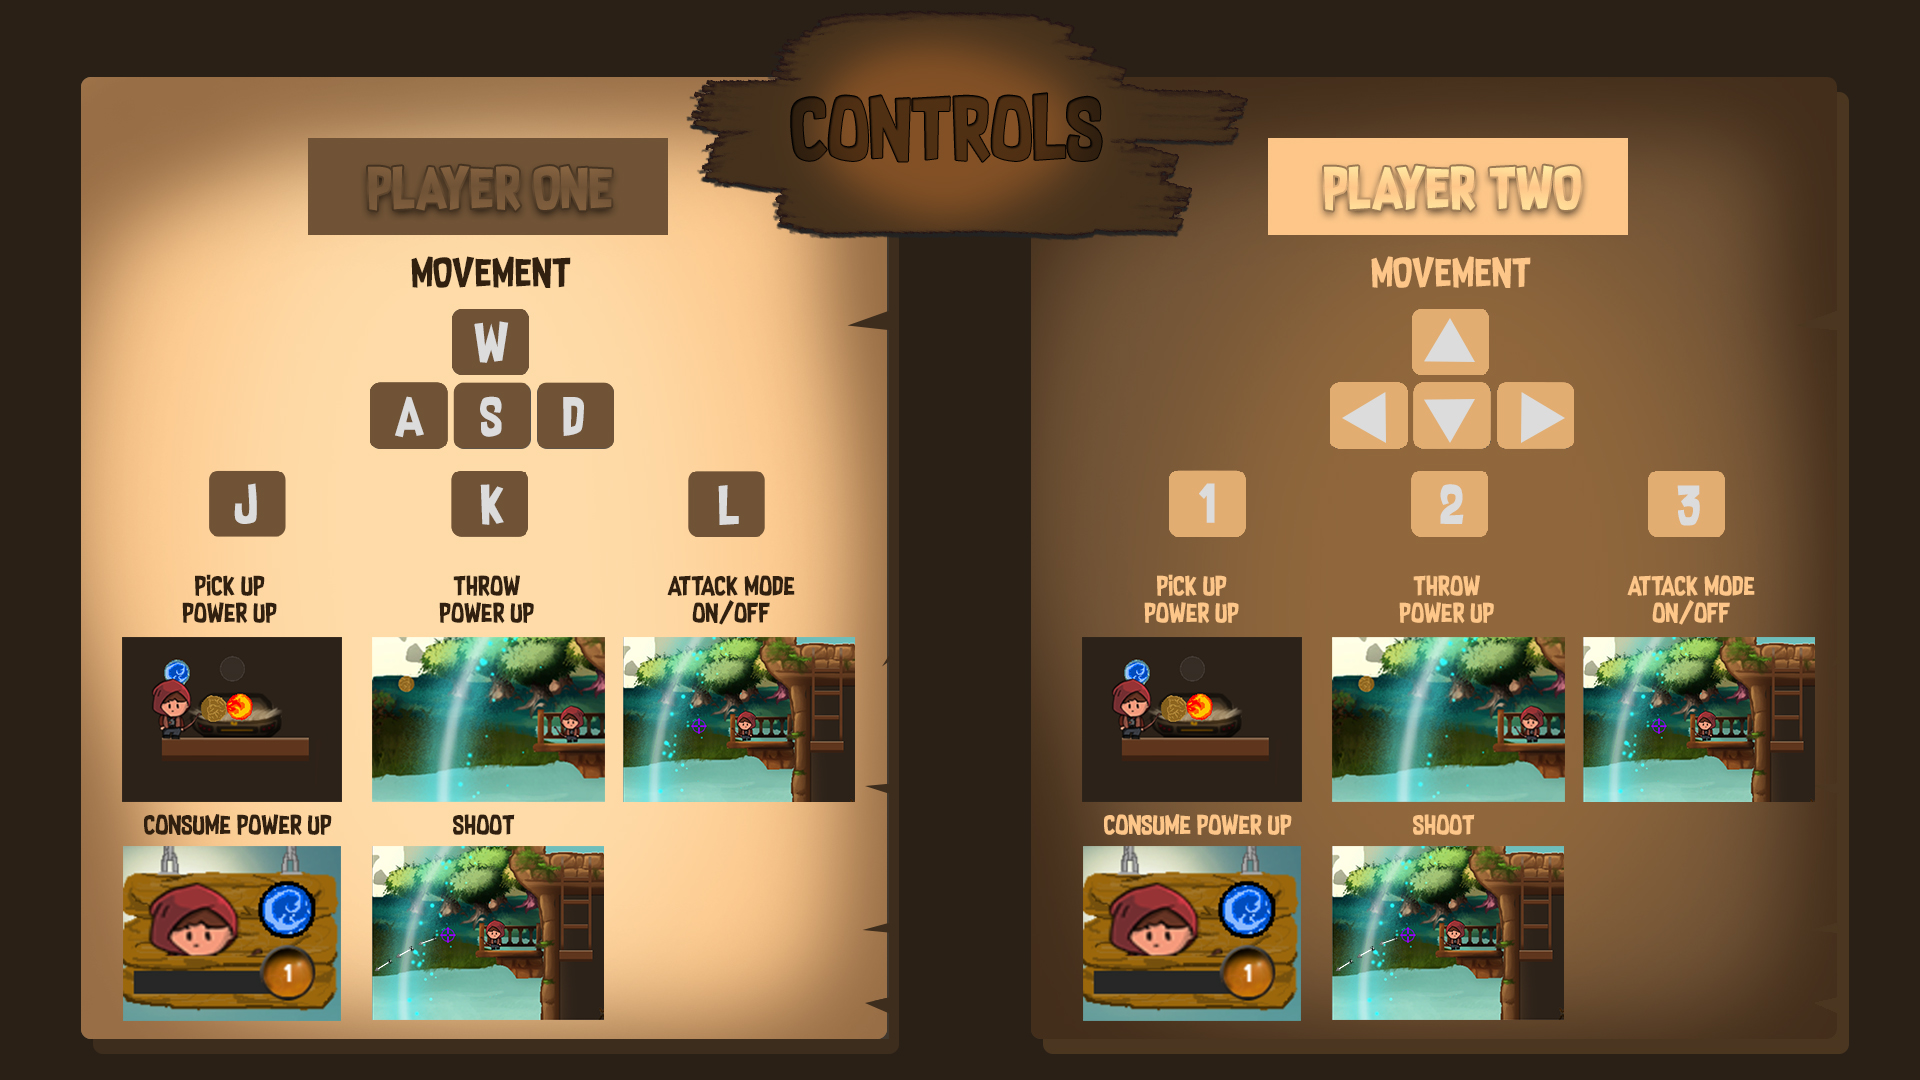 CONTROLS
PLAYER ONE
MOVEMENT
W
A S D
J K L
PiCK UP
POWER UP
THROW
POWER UP
ATTACK MODE
ON/OFF
CONSUME POWER UP
1
SHOOT
PLAYER TWO
MOVEMENT
1 2 3
PiCK UP
POWER UP
THROW
POWER UP
ATTACK MODE
ON/OFF
CONSUME POWER UP
1
SHOOT